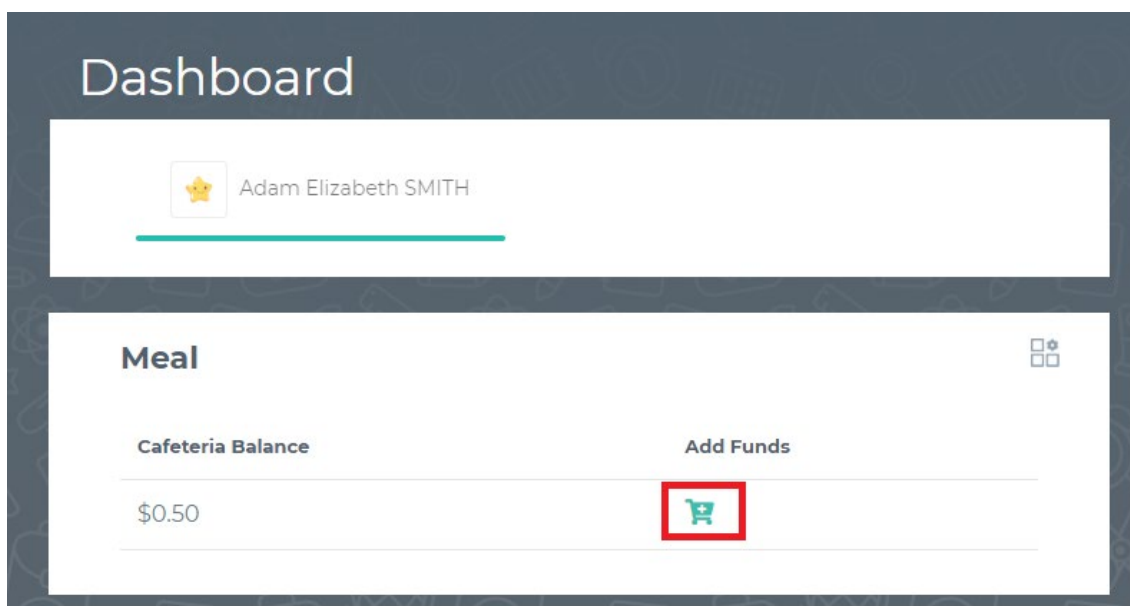 Dashboard
Adam Elizabeth SMITH
Meal
Cafeteria Balance Add Funds
$0.50